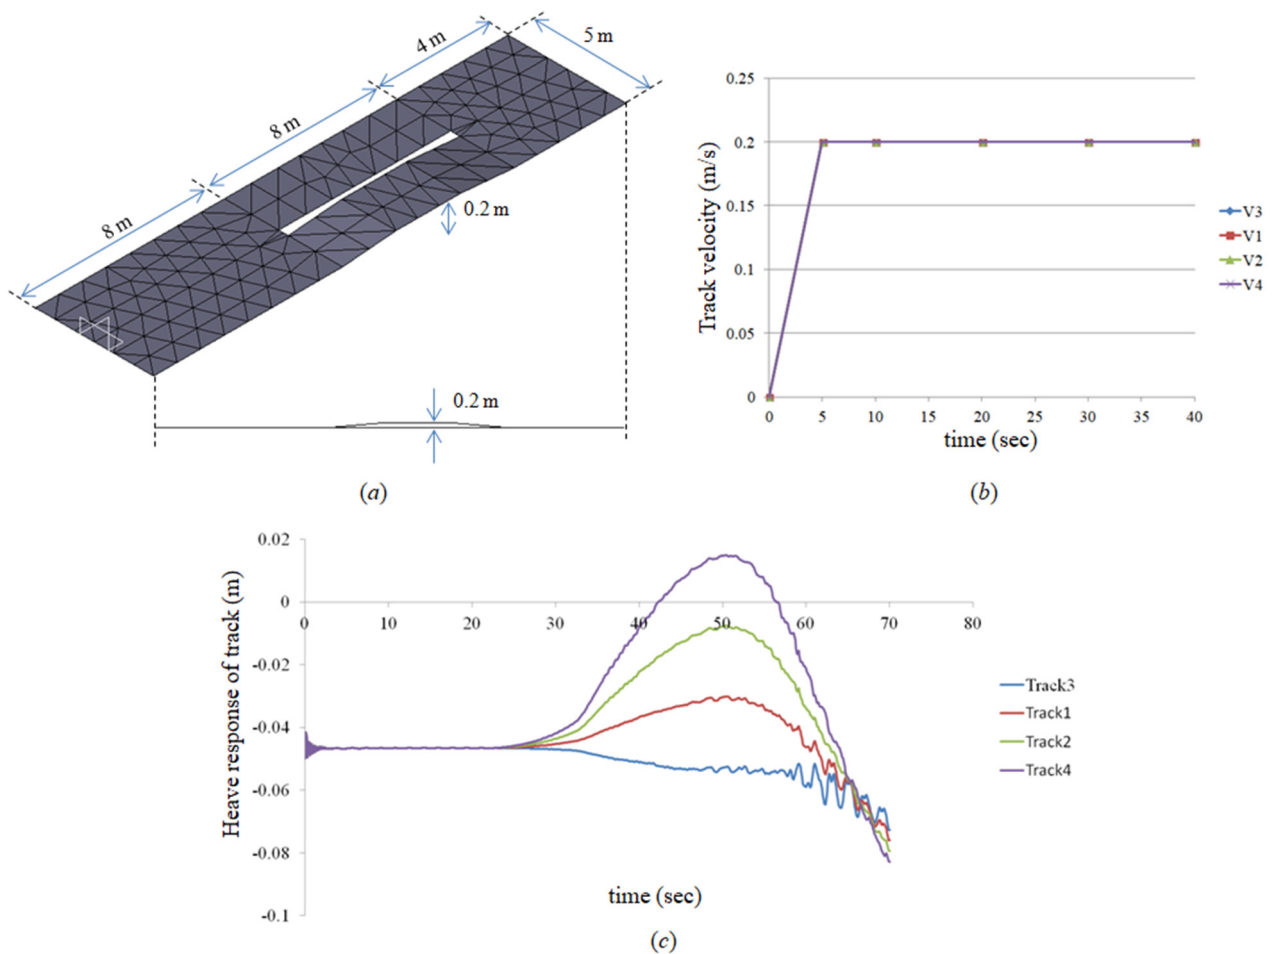 4 m
5 m
8 m
8 m
0.2 m
0.2 m
(a)
0.25
0.2
0.15
0.1
0.05
0
0 5 10 15 20 25 30 35 40
Track velocity (m/s)
time (sec)
V3
V1
V2
V4
(b)
0.02
0
-0.02
-0.04
-0.06
-0.08
-0.1
0 10 20 30 40 50 60 70 80
Heave response of track (m)
time (sec)
Track3
Track1
Track2
Track4
(c)